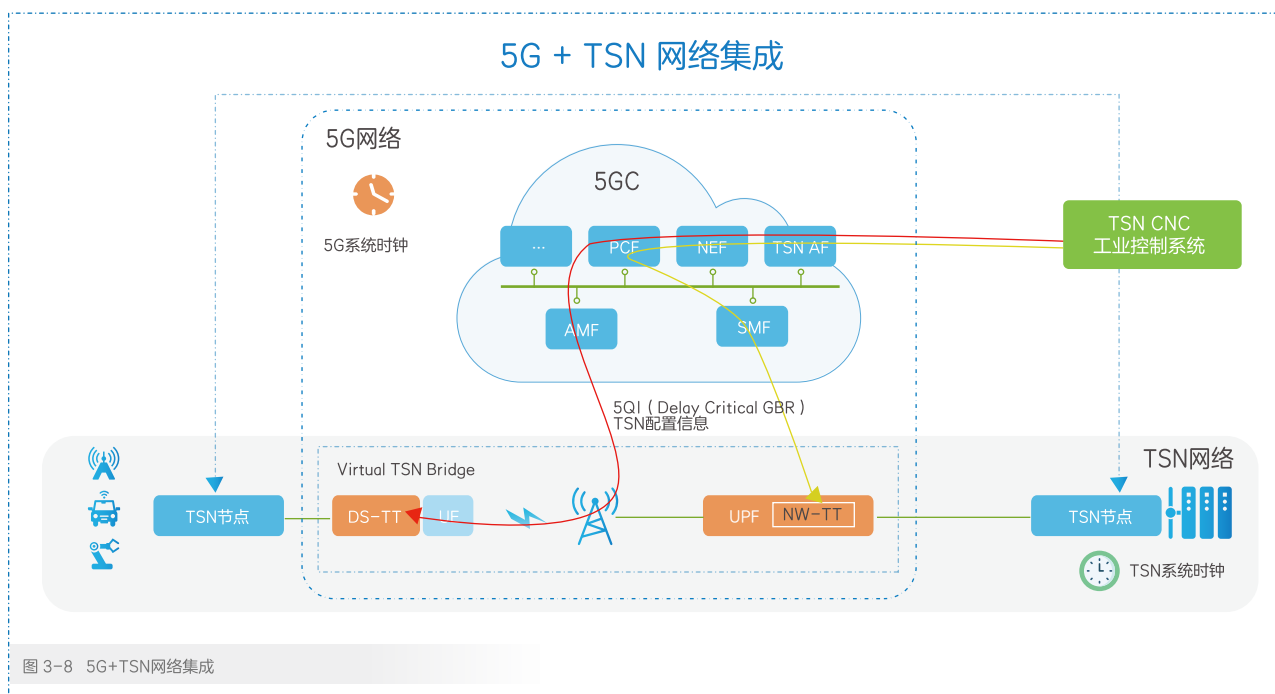 5G + TSN 网络集成
5G网络
5G系统时钟
5GC
...
PCF
NEF
TSN AF
AMF
SMF
TSN CNC
工业控制系统
5QI（Delay Critical GBR）
TSN配置信息
TSN网络
Virtual TSN Bridge
TSN节点
DS-TT
UE
UPF
NW-TT
TSN节点
TSN系统时钟
图 3-8 5G+TSN网络集成